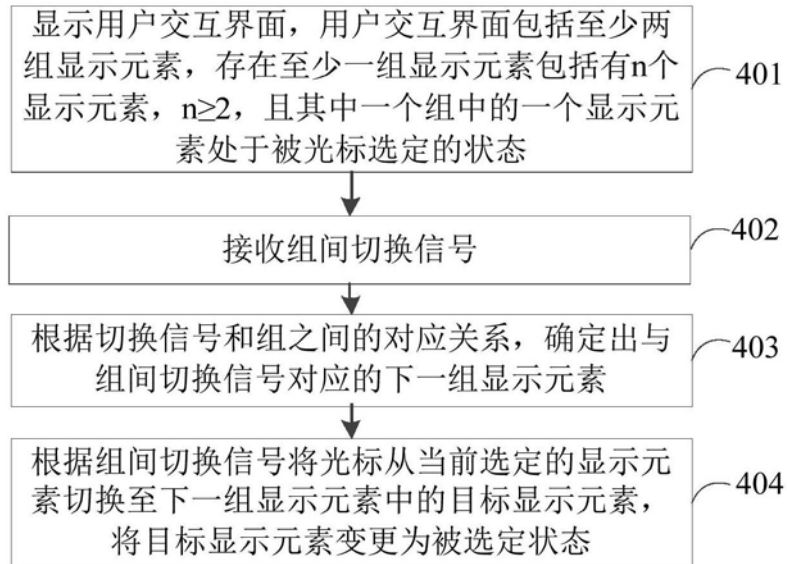 显示用户交互界面，用户交互界面包括至少两
组显示元素，存在至少一组显示元素包括有n个
显示元素，n≥2，且其中一个组中的一个显示元
素处于被光标选定的状态
401
接收组间切换信号
402
根据切换信号和组之间的对应关系，确定出与
组间切换信号对应的下一组显示元素
403
根据组间切换信号将光标从当前选定的显示元
素切换至下一组显示元素中的目标显示元素，
将目标显示元素变更为被选定状态
404